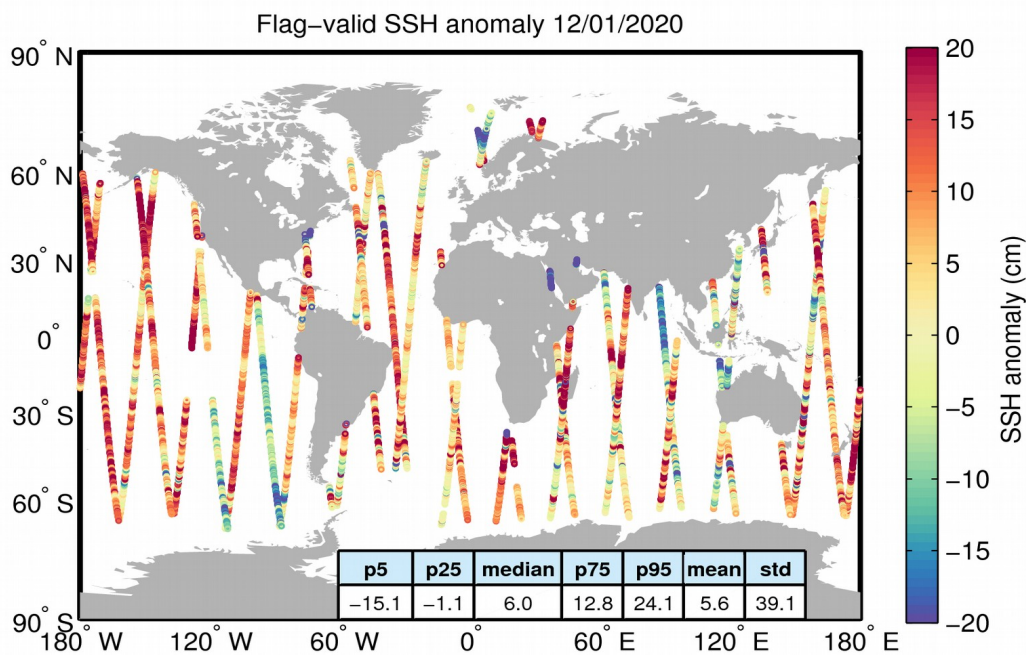 Flag−valid SSH anomaly 12/01/2020
90° N
60° N
30° N
0°
30° S
60° S
90° S
180° W
120° W
60° W
0°
60° E
120° E
180° E
p5 p25 median p75 p95 mean std
−15.1 −1.1 6.0 12.8 24.1 5.6 39.1
20
15
10
5
0
−5
−10
−15
−20
SSH anomaly (cm)